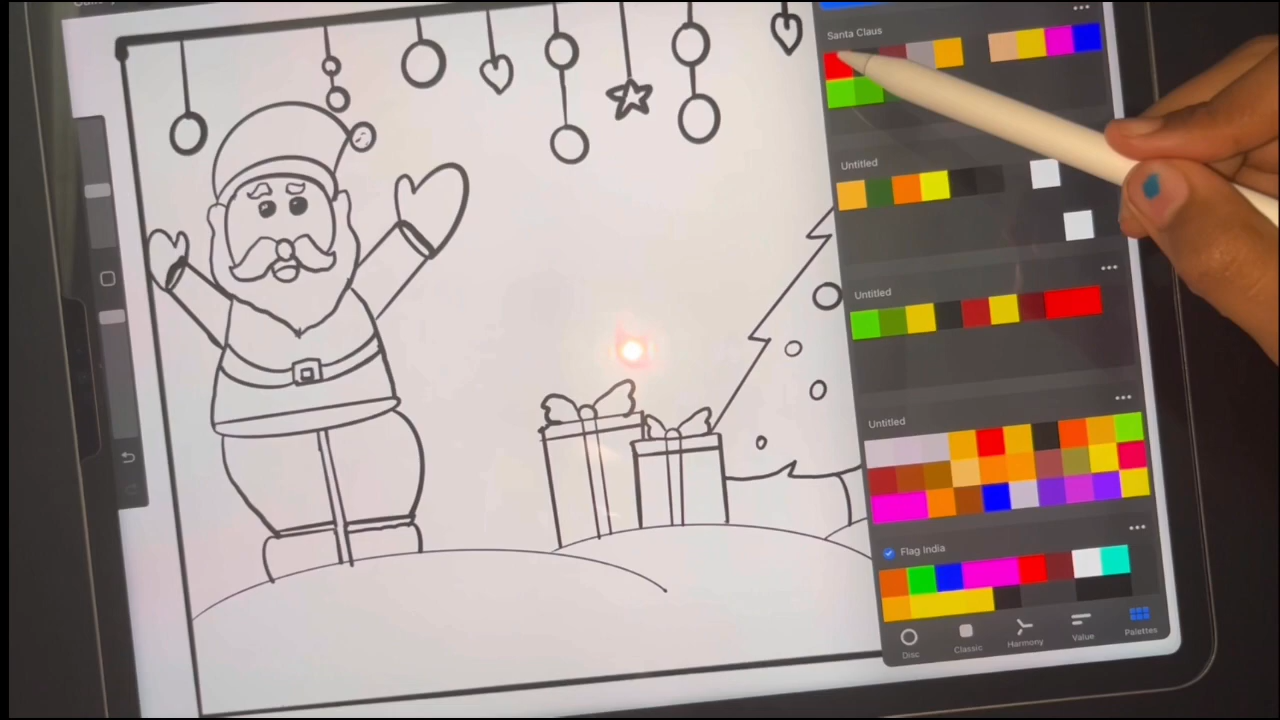 Santa Claus
Untitled
Untitled
Untitled
Flag India
Disc
Classic
Harmony
Value
Palettes